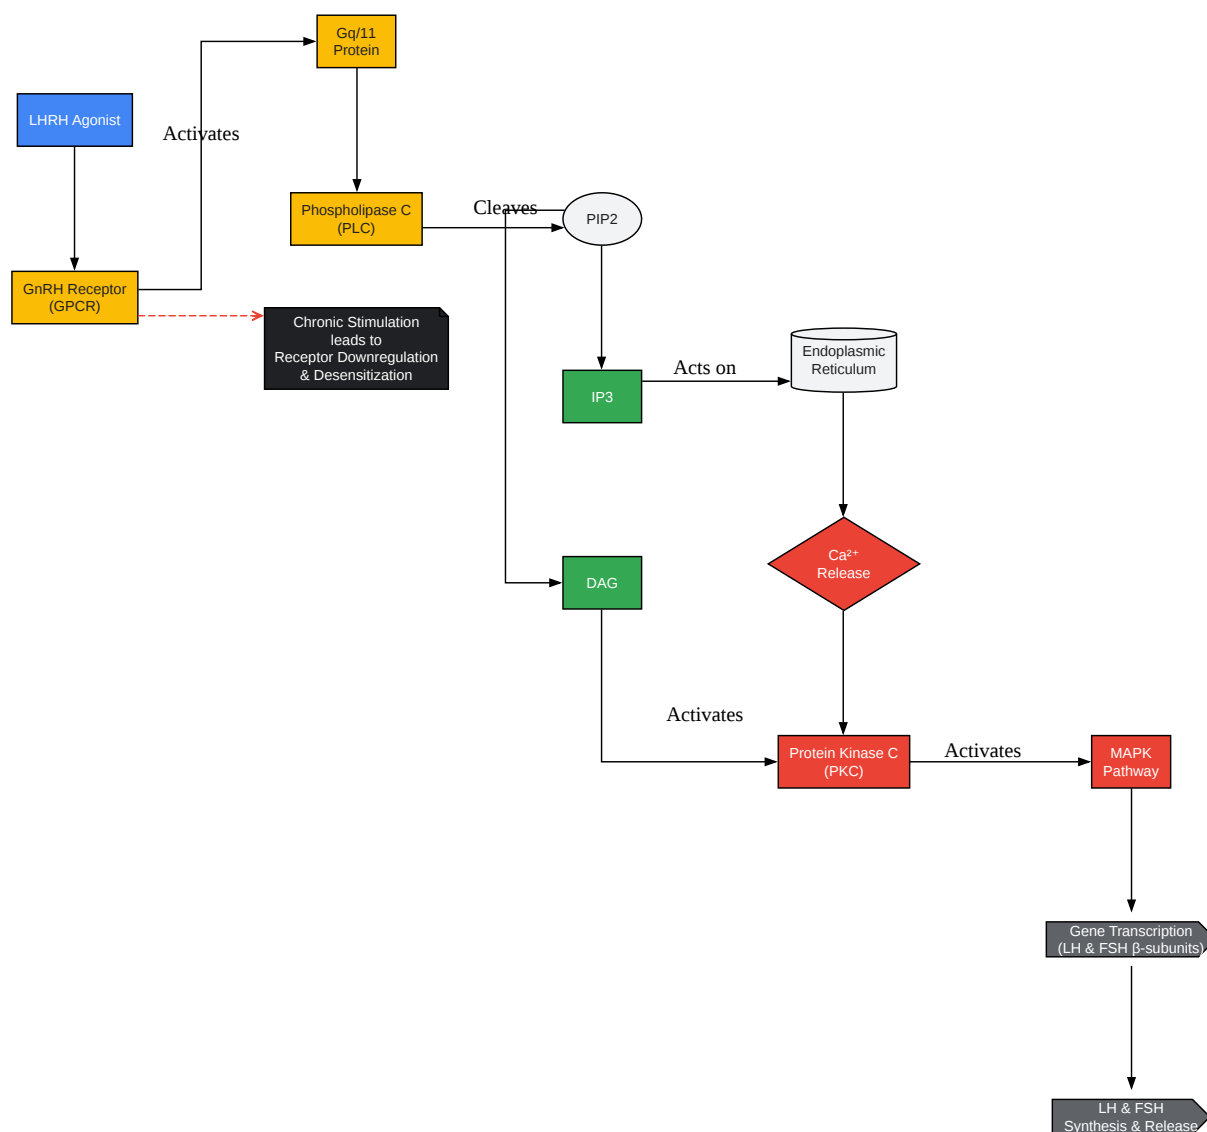 Gq/11
Protein
LHRH Agonist
Activates
Phospholipase C
(PLC)
Cleaves
PIP2
GnRH Receptor
(GPCR)
Chronic Stimulation
leads to
Receptor Downregulation
& Desensitization
Endoplasmic
Reticulum
Acts on
IP3
Ca²⁺
Release
DAG
Activates
Protein Kinase C
(PKC)
Activates
MAPK
Pathway
Gene Transcription
(LH & FSH β-subunits)
LH & FSH
Synthesis & Release